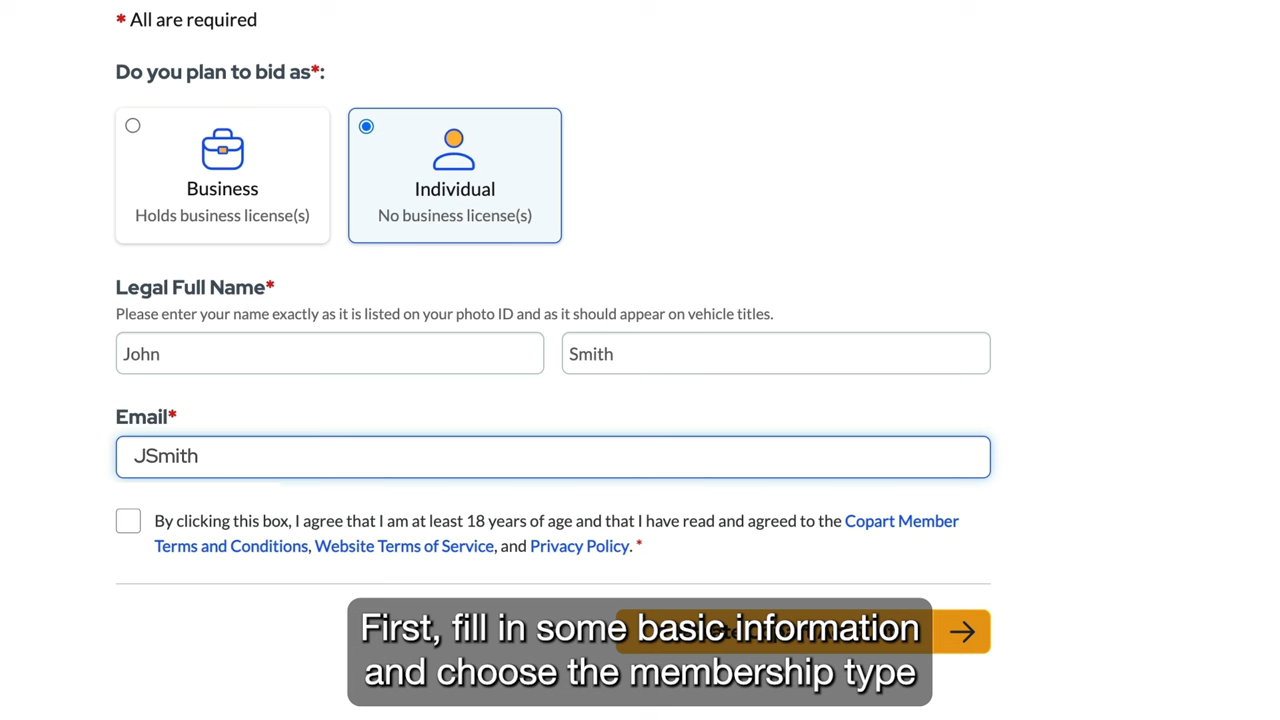 * All are required
Do you plan to bid as*:
Business
Holds business license(s)
Individual
No business license(s)
Legal Full Name*
Please enter your name exactly as it is listed on your photo ID and as it should appear on vehicle titles.
John
Smith
Email*
JSmith
By clicking this box, I agree that I am at least 18 years of age and that I have read and agreed to the Copart Member
Terms and Conditions, Website Terms of Service, and Privacy Policy. *
First, fill in some basic information
and choose the membership type